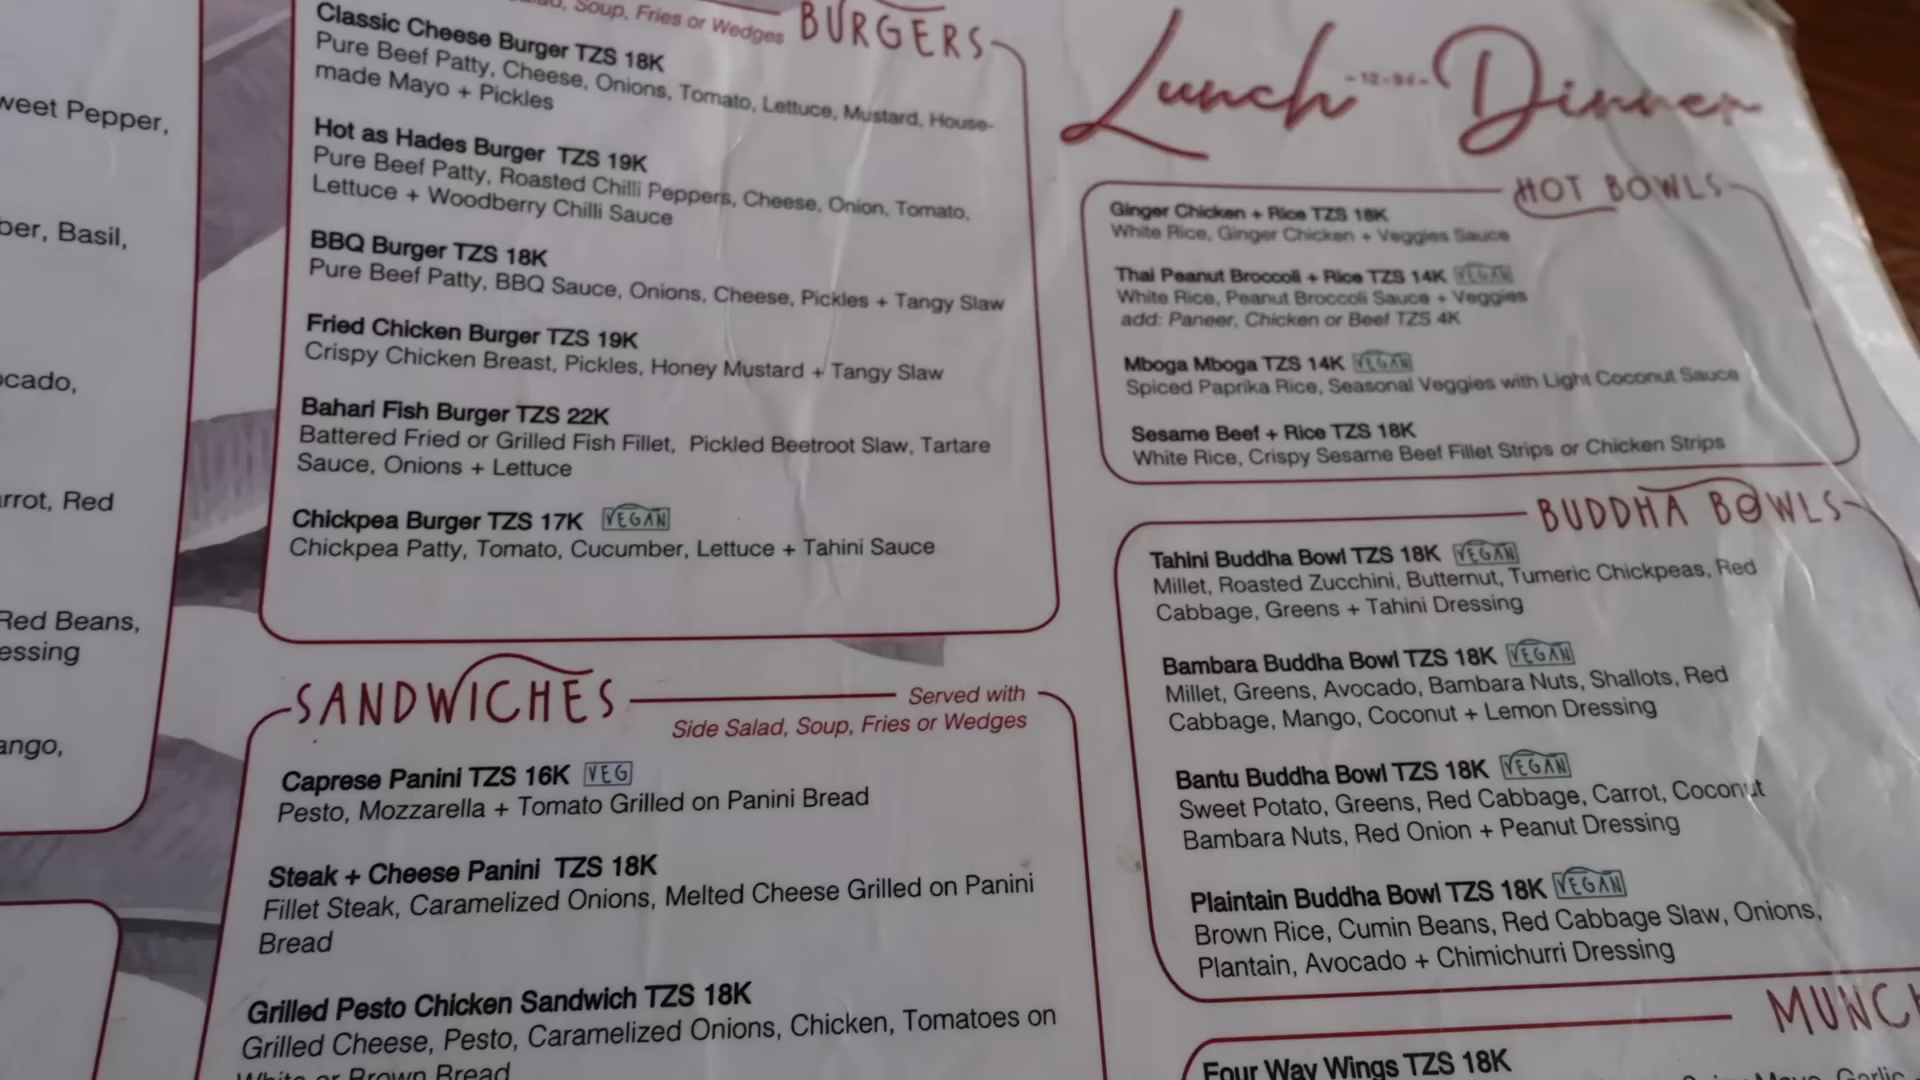 weet Pepper,
ber, Basil,
ocado,
rrot, Red
Red Beans,
essing
ango,
Soup, Fries or Wedges
BURGERS
Classic Cheese Burger TZS 18K
Pure Beef Patty, Cheese, Onions, Tomato, Lettuce, Mustard, House-
made Mayo + Pickles
Hot as Hades Burger TZS 19K
Pure Beef Patty, Roasted Chilli Peppers, Cheese, Onion, Tomato,
Lettuce + Woodberry Chilli Sauce
BBQ Burger TZS 18K
Pure Beef Patty, BBQ Sauce, Onions, Cheese, Pickles + Tangy Slaw
Fried Chicken Burger TZS 19K
Crispy Chicken Breast, Pickles, Honey Mustard + Tangy Slaw
Bahari Fish Burger TZS 22K
Battered Fried or Grilled Fish Fillet, Pickled Beetroot Slaw, Tartare
Sauce, Onions + Lettuce
Chickpea Burger TZS 17K VEGAN
Chickpea Patty, Tomato, Cucumber, Lettuce + Tahini Sauce
SANDWICHES
Served with
Side Salad, Soup, Fries or Wedges
Caprese Panini TZS 16K VEG
Pesto, Mozzarella + Tomato Grilled on Panini Bread
Steak + Cheese Panini TZS 18K
Fillet Steak, Caramelized Onions, Melted Cheese Grilled on Panini
Bread
Grilled Pesto Chicken Sandwich TZS 18K
Grilled Cheese, Pesto, Caramelized Onions, Chicken, Tomatoes on
White or Brown Bread
Lunch Dinner
HOT BOWLS
Ginger Chicken + Rice TZS 18K
White Rice, Ginger Chicken + Veggies Sauce
Thai Peanut Broccoli + Rice TZS 14K VEGAN
White Rice, Peanut Broccoli Sauce + Veggies
add: Paneer, Chicken or Beef TZS 4K
Mboga Mboga TZS 14K VEGAN
Spiced Paprika Rice, Seasonal Veggies with Light Coconut Sauce
Sesame Beef + Rice TZS 18K
White Rice, Crispy Sesame Beef Fillet Strips or Chicken Strips
BUDDHA BOWLS
Tahini Buddha Bowl TZS 18K VEGAN
Millet, Roasted Zucchini, Butternut, Tumeric Chickpeas, Red
Cabbage, Greens + Tahini Dressing
Bambara Buddha Bowl TZS 18K VEGAN
Millet, Greens, Avocado, Bambara Nuts, Shallots, Red
Cabbage, Mango, Coconut + Lemon Dressing
Bantu Buddha Bowl TZS 18K VEGAN
Sweet Potato, Greens, Red Cabbage, Carrot, Coconut
Bambara Nuts, Red Onion + Peanut Dressing
Plaintain Buddha Bowl TZS 18K VEGAN
Brown Rice, Cumin Beans, Red Cabbage Slaw, Onions,
Plantain, Avocado + Chimichurri Dressing
MUNCH
Four Way Wings TZS 18K